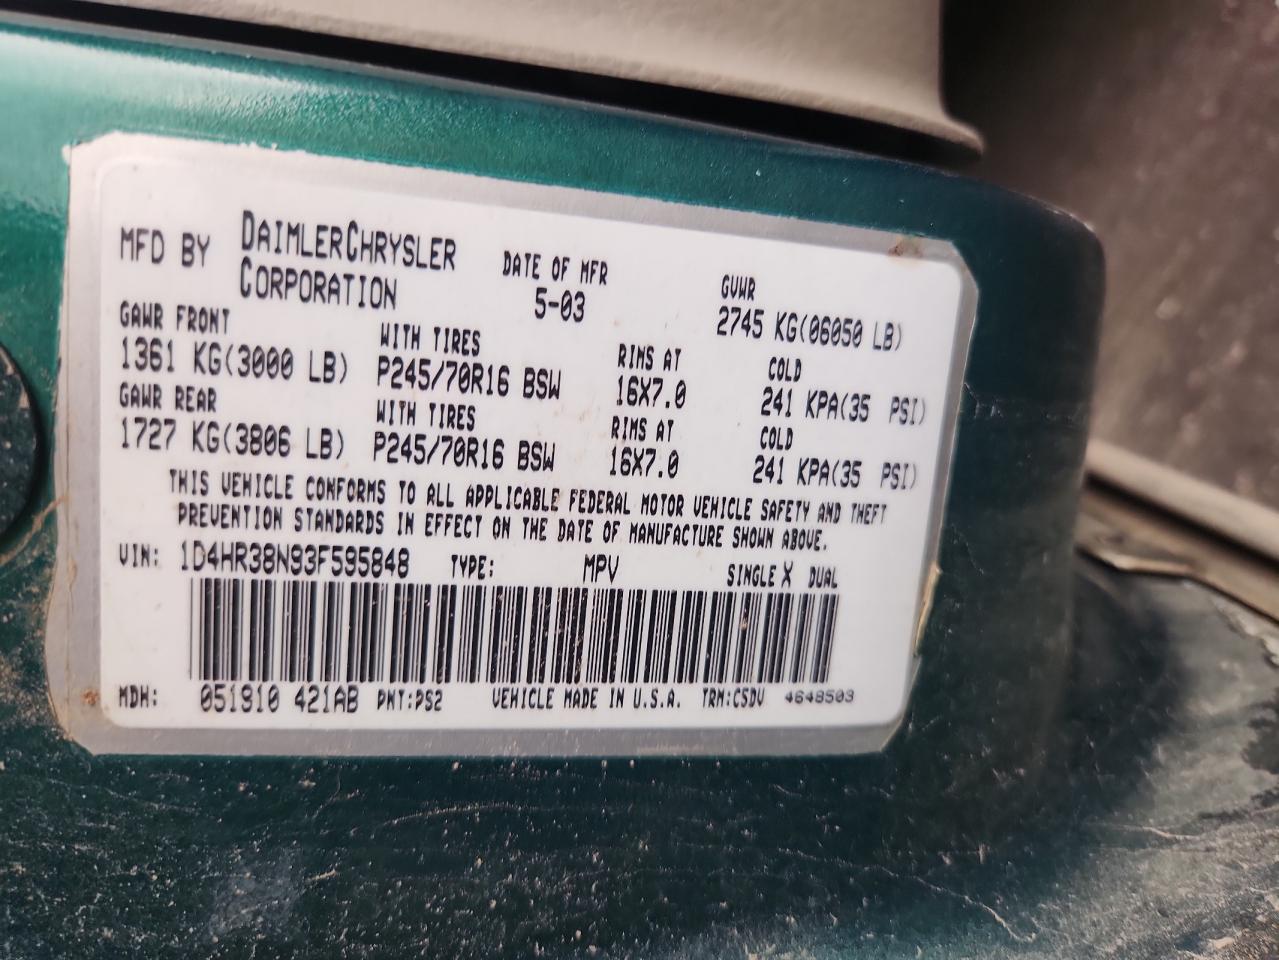 MFD BY DAIMLERCHRYSLER CORPORATION
DATE OF MFR 5-03
GVWR 2745 KG(06050 LB)
GAWR FRONT 1361 KG(3000 LB)
WITH TIRES P245/70R16 BSW
RIMS AT 16X7.0
COLD 241 KPA(35 PSI)
GAWR REAR 1727 KG(3806 LB)
WITH TIRES P245/70R16 BSW
RIMS AT 16X7.0
COLD 241 KPA(35 PSI)
THIS VEHICLE CONFORMS TO ALL APPLICABLE FEDERAL MOTOR VEHICLE SAFETY AND THEFT
PREVENTION STANDARDS IN EFFECT ON THE DATE OF MANUFACTURE SHOWN ABOVE.
VIN: 1D4HR38N93F595848 TYPE: MPV SINGLE X DUAL
MDH: 051910 421AB PNT:PS2 VEHICLE MADE IN U.S.A. TRM:C5DV 4648503